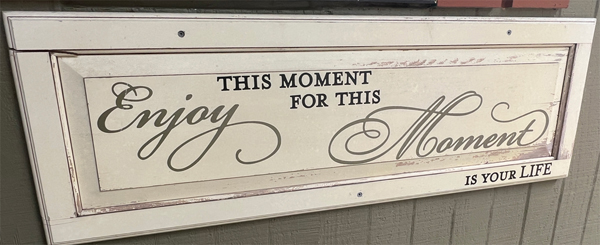 Enjoy THIS MOMENT
FOR THIS
Moment
IS YOUR LIFE